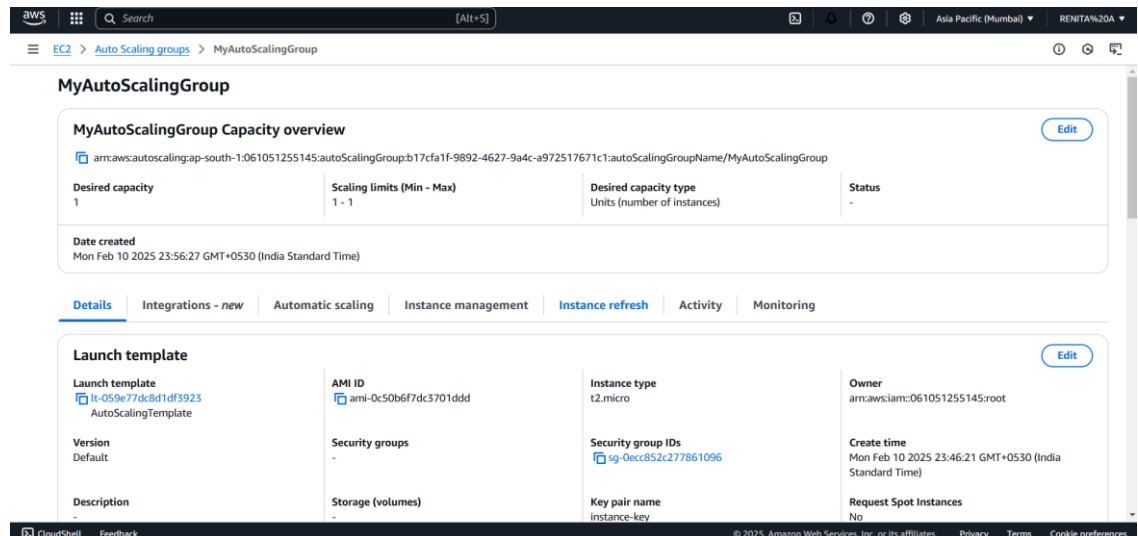 aws
Search
[Alt+S]
Asia Pacific (Mumbai) ▼
RENITA%20A ▼
EC2 > Auto Scaling groups > MyAutoScalingGroup
MyAutoScalingGroup
MyAutoScalingGroup Capacity overview
Edit
arn:aws:autoscaling:ap-south-1:061051255145:autoScalingGroup:b17cfa1f-9892-4627-9a4c-a972517671c1:autoScalingGroupName/MyAutoScalingGroup
Desired capacity
1
Scaling limits (Min - Max)
1 - 1
Desired capacity type
Units (number of instances)
Status
-
Date created
Mon Feb 10 2025 23:56:27 GMT+0530 (India Standard Time)
Details
Integrations - new
Automatic scaling
Instance management
Instance refresh
Activity
Monitoring
Launch template
Edit
Launch template
lt-059e77dc8d1df3923
AutoScalingTemplate
AMI ID
ami-0c50b6f7dc3701ddd
Instance type
t2.micro
Owner
arn:aws:iam::061051255145:root
Version
Default
Security groups
-
Security group IDs
sg-0ecc852c277861096
Create time
Mon Feb 10 2025 23:46:21 GMT+0530 (India
Standard Time)
Description
-
Storage (volumes)
-
Key pair name
instance-key
Request Spot Instances
No
CloudShell
Feedback
© 2025, Amazon Web Services, Inc. or its affiliates.
Privacy
Terms
Cookie preferences